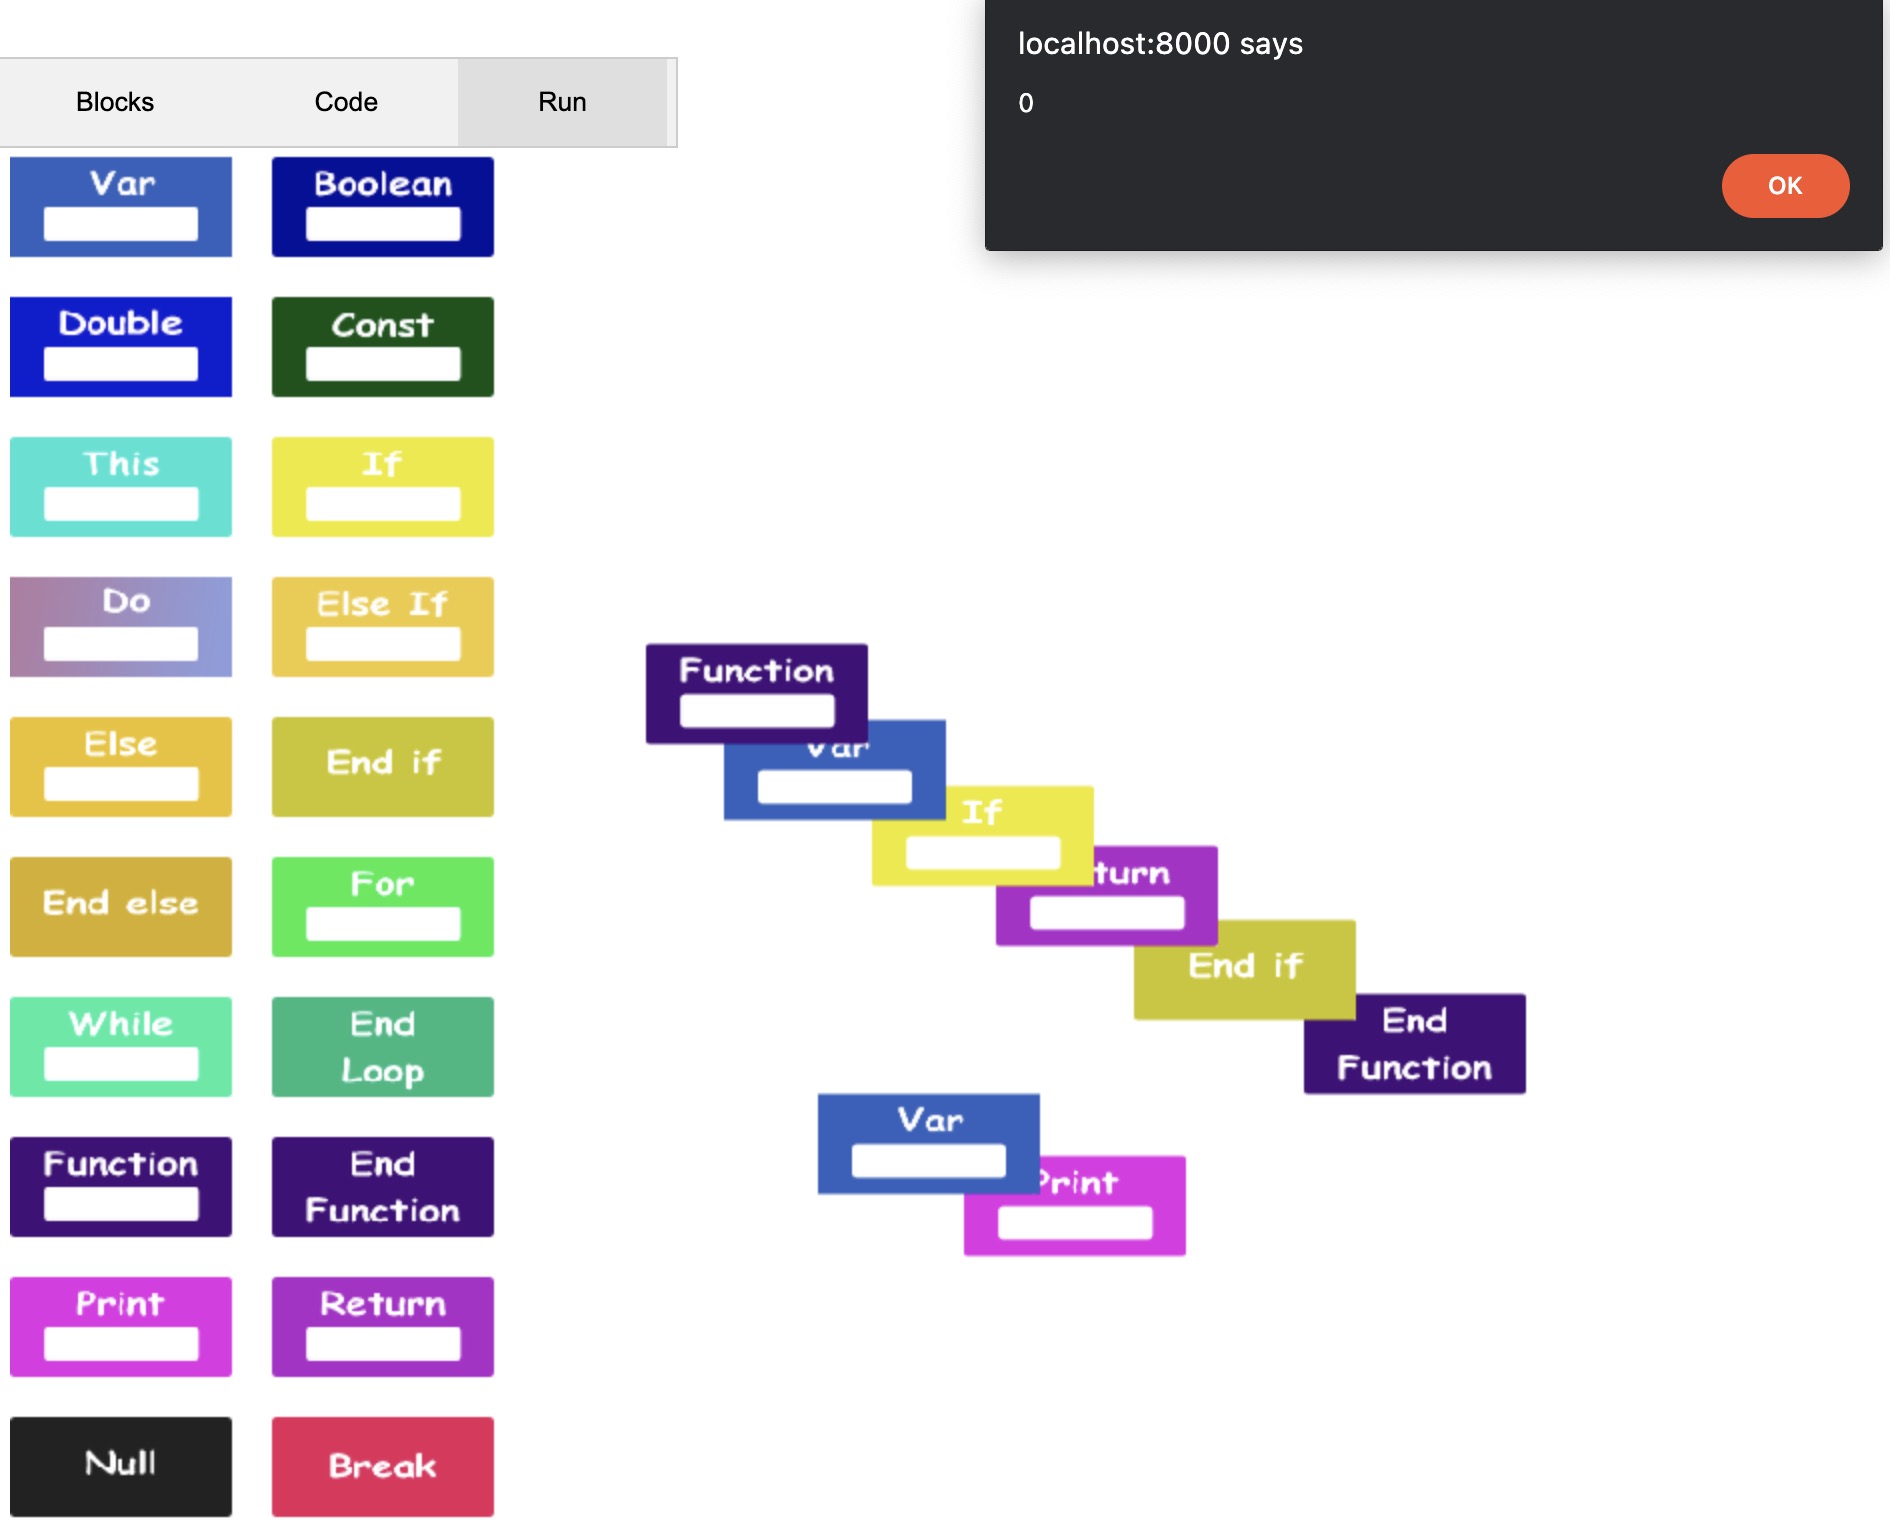 localhost:8000 says
0
OK
Blocks Code Run
Var Boolean
Double Const
This If
Do Else If
Else End if
End else For
While End
Loop
Function End
Function
Print Return
Null Break
Function
Var
If
turn
End if
End
Function
Var
Print